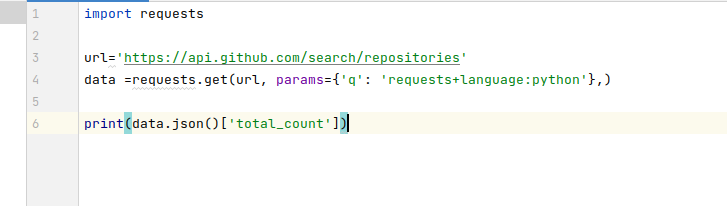 1 import requests
2
3 url='https://api.github.com/search/repositories'
4 data =requests.get(url, params={'q': 'requests+language:python'},)
5
6 print(data.json()['total_count'])